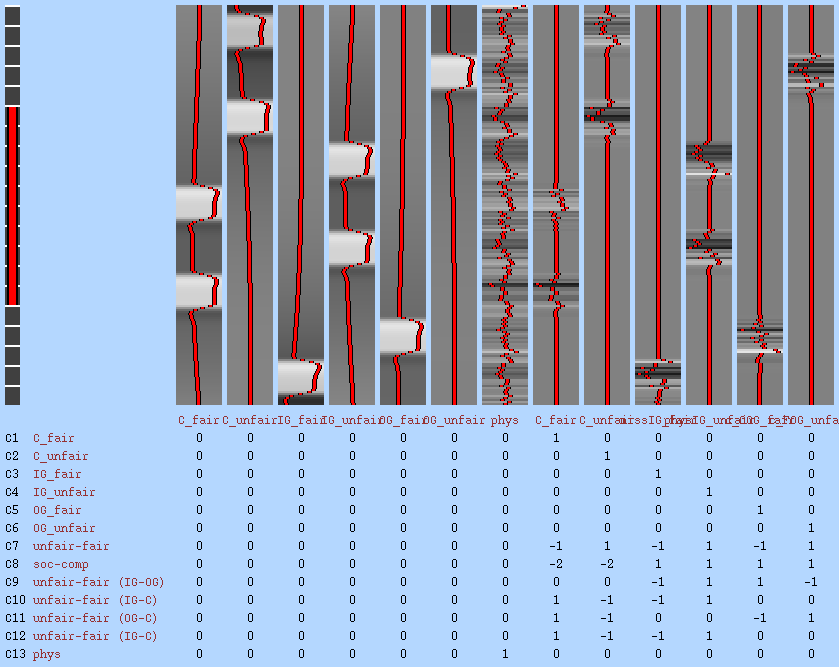 C_fair C_unfair IG_fair IG_unfair OG_fair OG_unfair phys C_fair
C1 C_fair 0 0 0 0 0 0 0 1 0 0 0 0 0
C2 C_unfair 0 0 0 0 0 0 0 0 1 0 0 0 0
C3 IG_fair 0 0 0 0 0 0 0 0 0 1 0 0 0
C4 IG_unfair 0 0 0 0 0 0 0 0 0 0 1 0 0
C5 OG_fair 0 0 0 0 0 0 0 0 0 0 0 1 0
C6 OG_unfair 0 0 0 0 0 0 0 0 0 0 0 0 1
C7 unfair-fair 0 0 0 0 0 0 0 -1 1 -1 1 -1 1
C8 soc-comp 0 0 0 0 0 0 0 -2 -2 1 1 1 1
C9 unfair-fair (IG-OG) 0 0 0 0 0 0 0 0 0 -1 1 1 -1
C10 unfair-fair (IG-C) 0 0 0 0 0 0 0 1 -1 -1 1 0 0
C11 unfair-fair (OG-C) 0 0 0 0 0 0 0 1 -1 0 0 -1 1
C12 unfair-fair (IG-C) 0 0 0 0 0 0 0 1 -1 -1 1 0 0
C13 phys 0 0 0 0 0 0 1 0 0 0 0 0 0